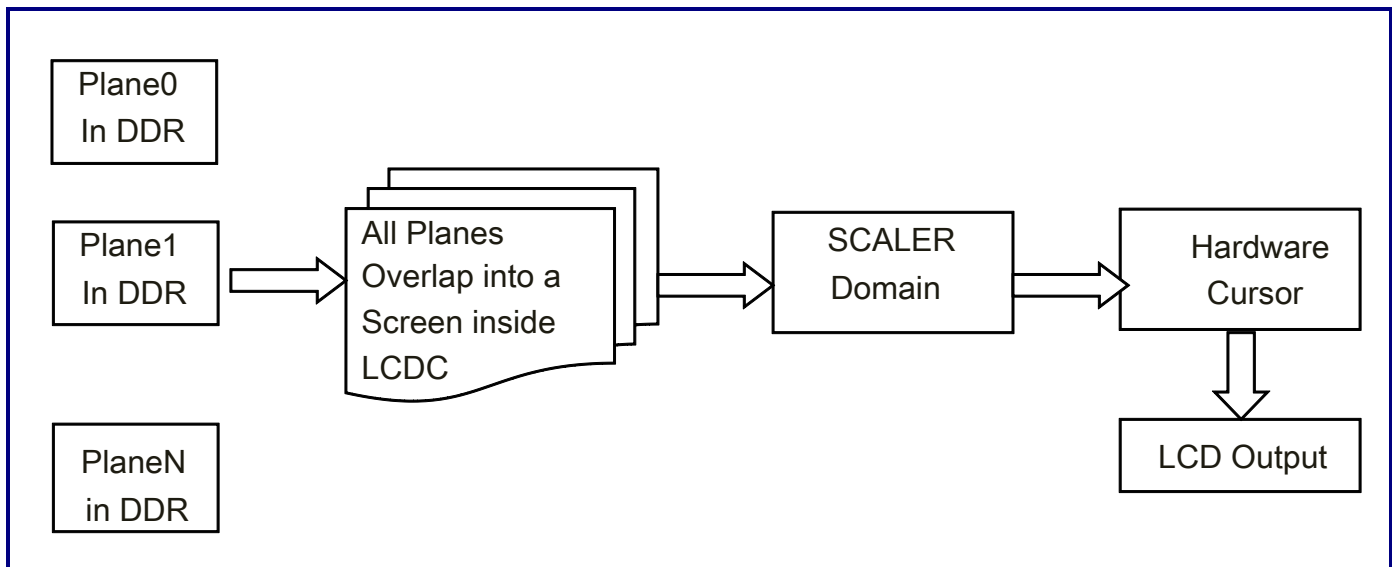 Plane0
In DDR
Plane1
In DDR
PlaneN
in DDR
All Planes
Overlap into a
Screen inside
LCDC
SCALER
Domain
Hardware
Cursor
LCD Output